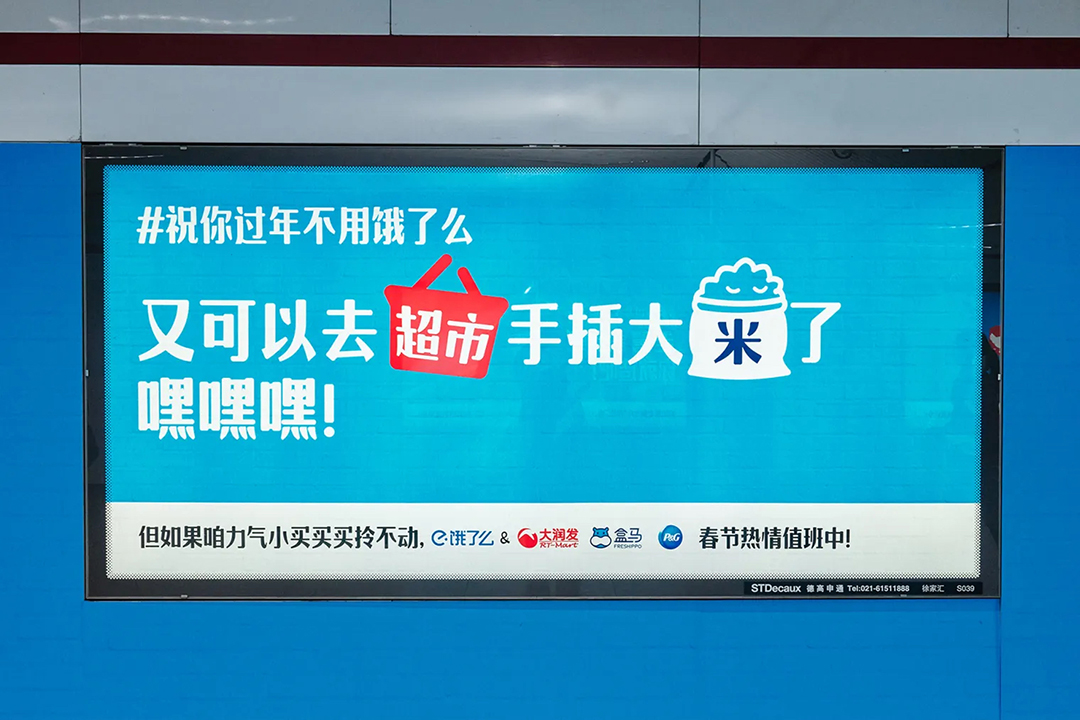 #祝你过年不用饿了么
又可以去超市手插大米了
嘿嘿嘿!
但如果咱力气小买买买拎不动, e饿了么 & 大润发 RT-Mart 盒马 FRESHIPPO P&G 春节热情值班中!
STDecaux 德高申通 Tel:021-61511888 徐家汇 S039